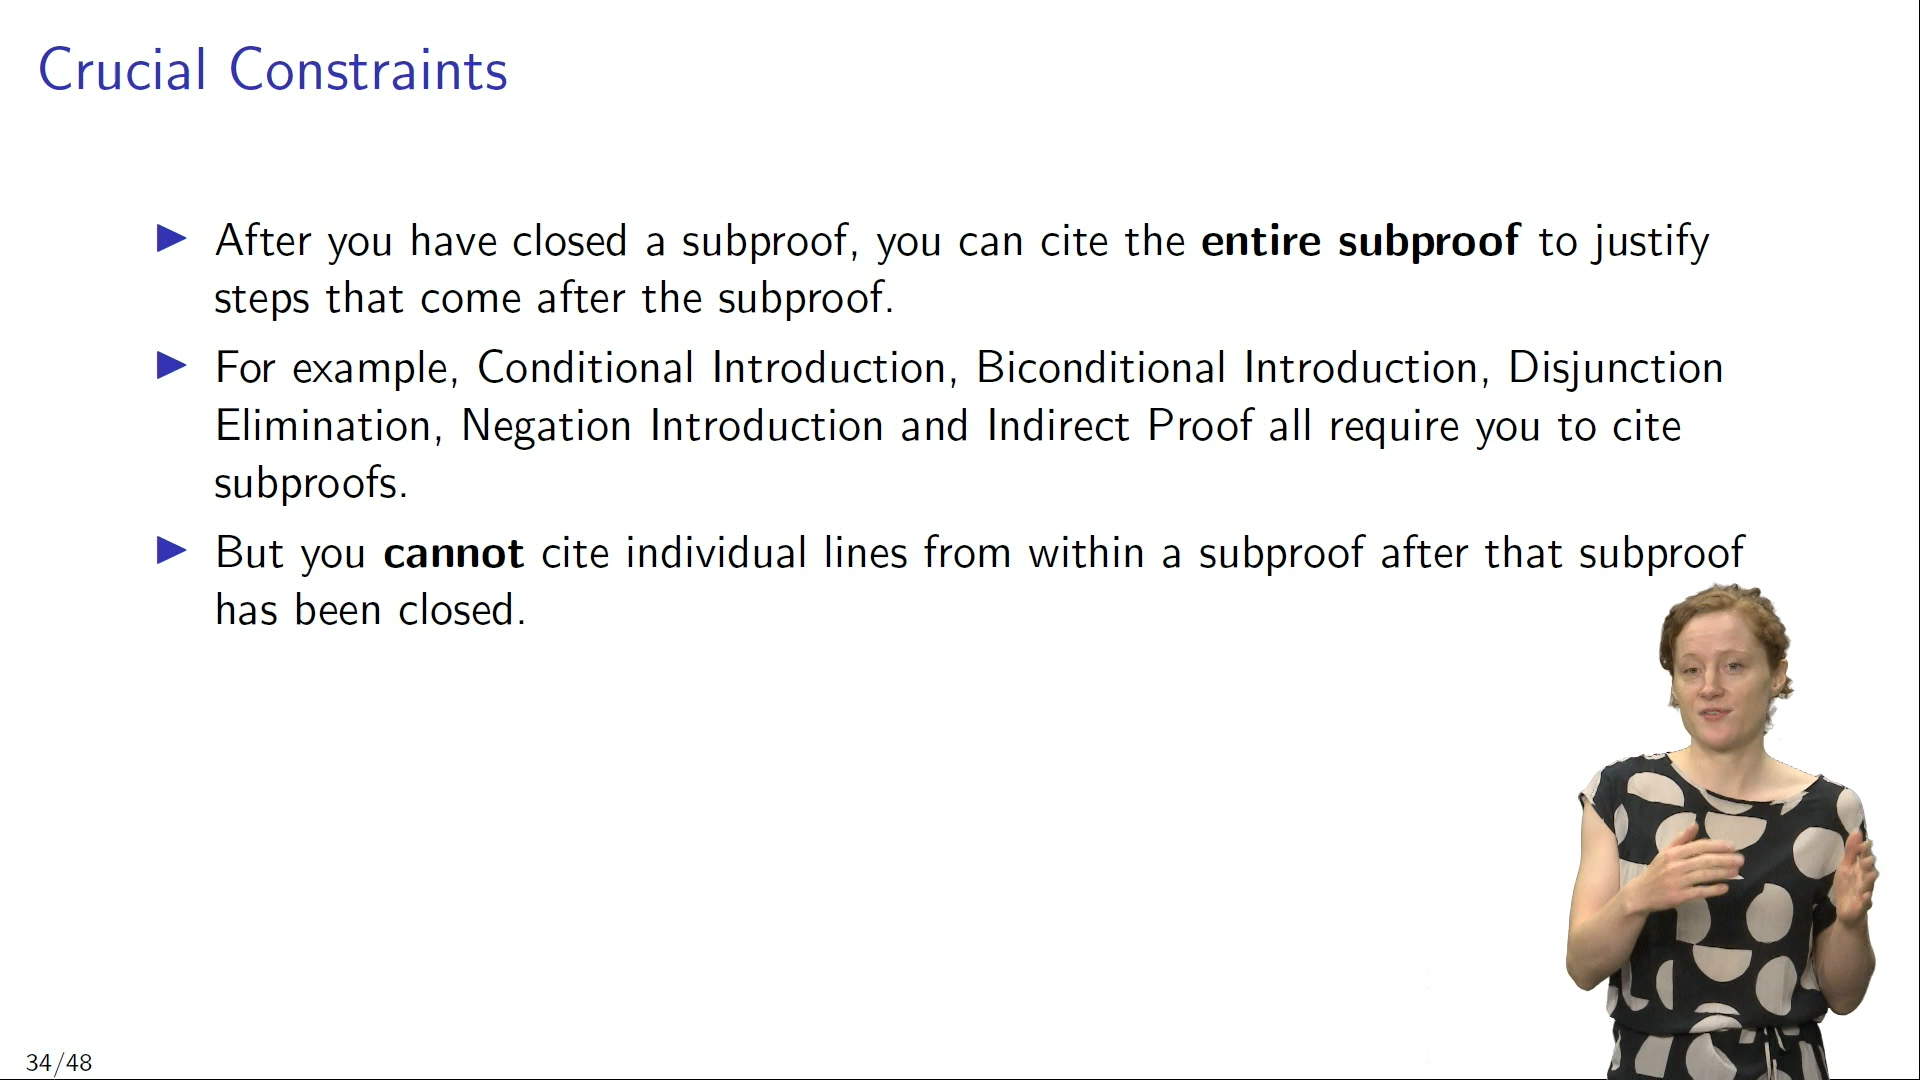 Crucial Constraints
After you have closed a subproof, you can cite the entire subproof to justify
steps that come after the subproof.
For example, Conditional Introduction, Biconditional Introduction, Disjunction
Elimination, Negation Introduction and Indirect Proof all require you to cite
subproofs.
But you cannot cite individual lines from within a subproof after that subproof
has been closed.
34/48